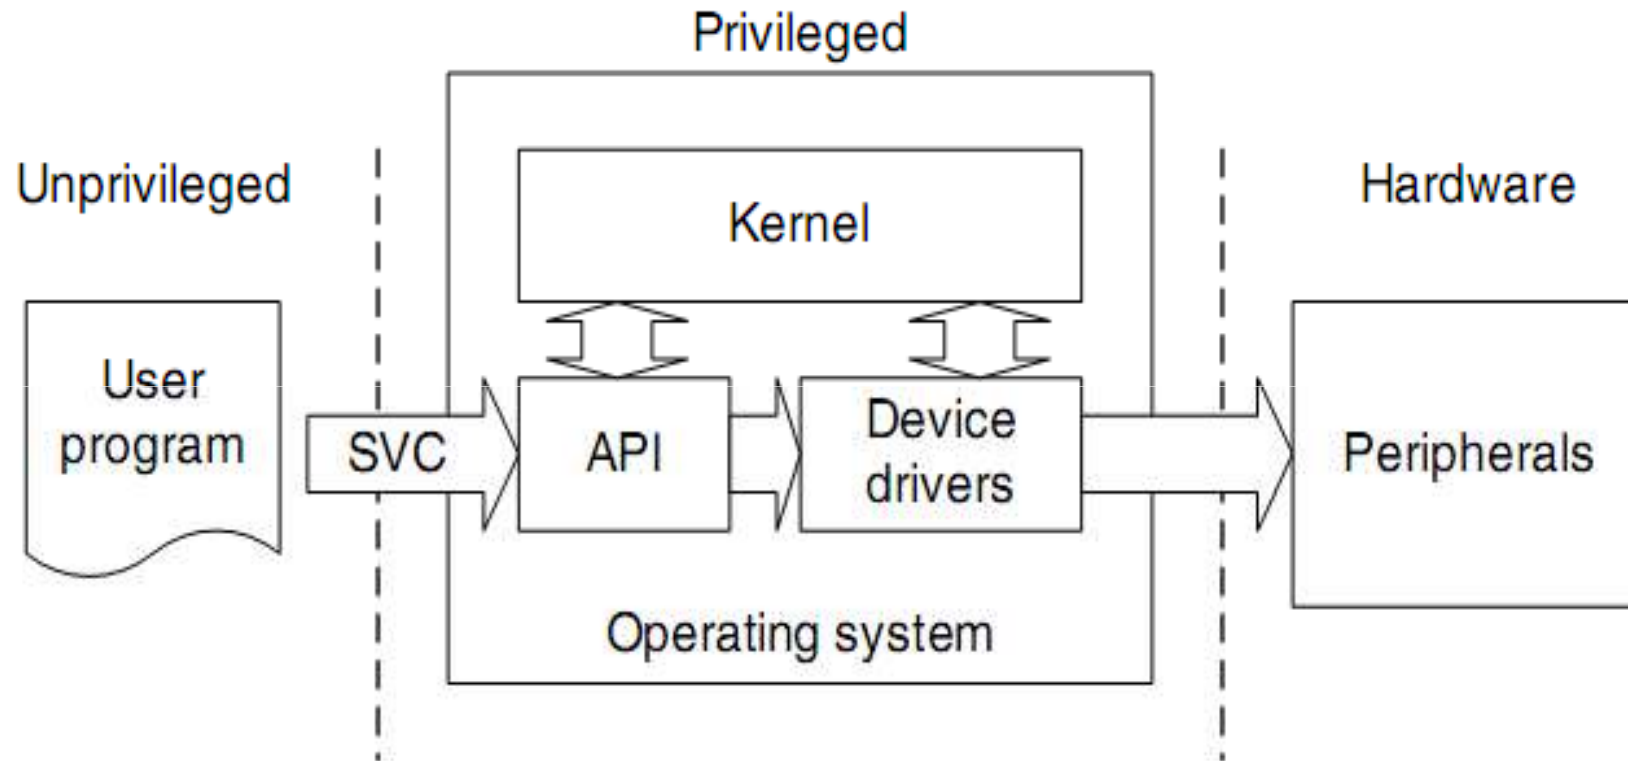 Privileged
Unprivileged
Kernel
Hardware
User
program
SVC
API
Device
drivers
Peripherals
Operating system